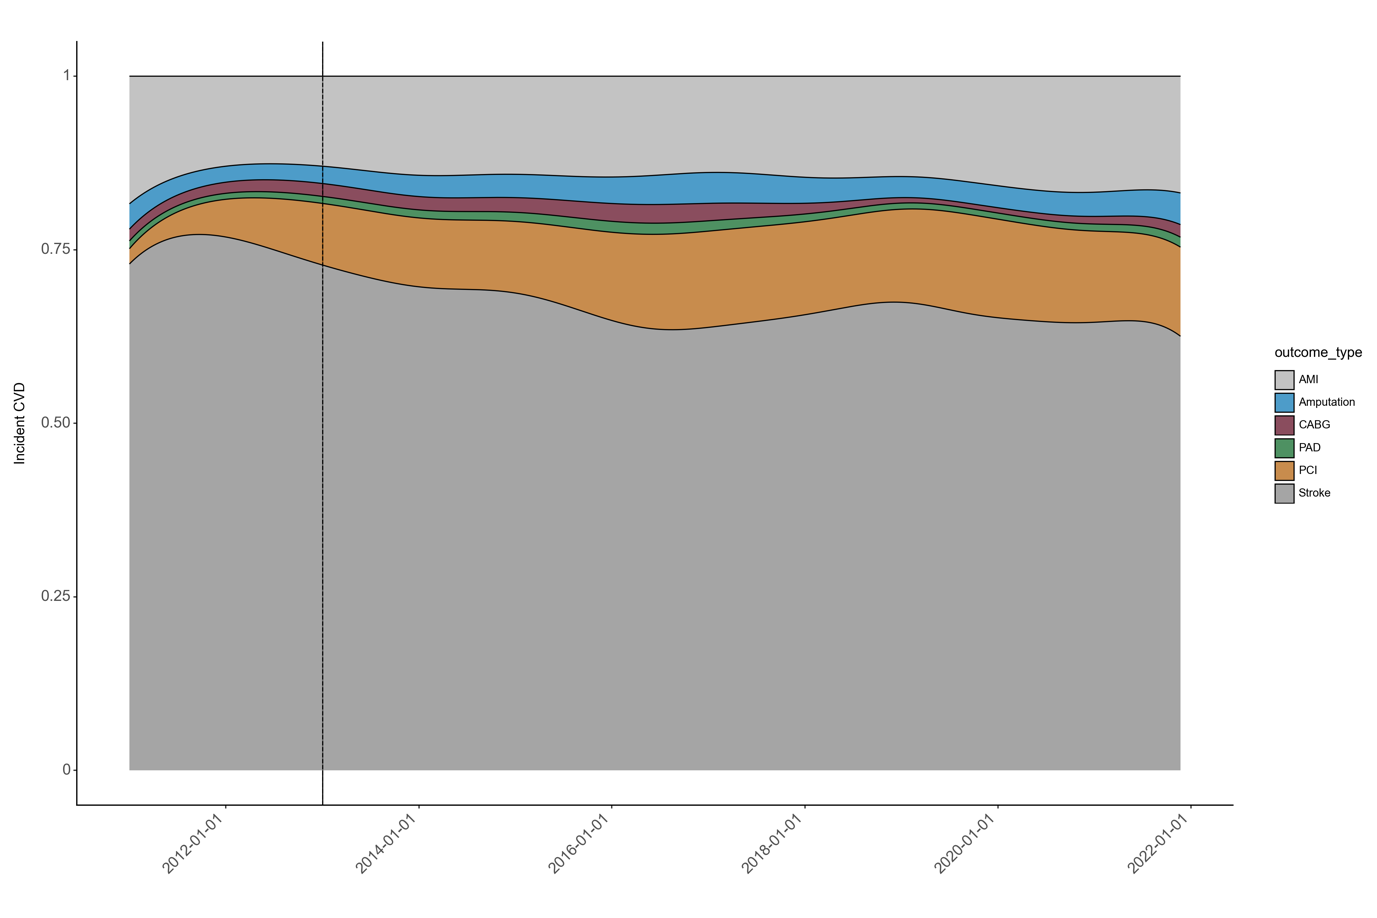 1
0.75
0.50
0.25
0
Incident CVD
2012-01-01
2014-01-01
2016-01-01
2018-01-01
2020-01-01
2022-01-01
outcome_type
AMI
Amputation
CABG
PAD
PCI
Stroke